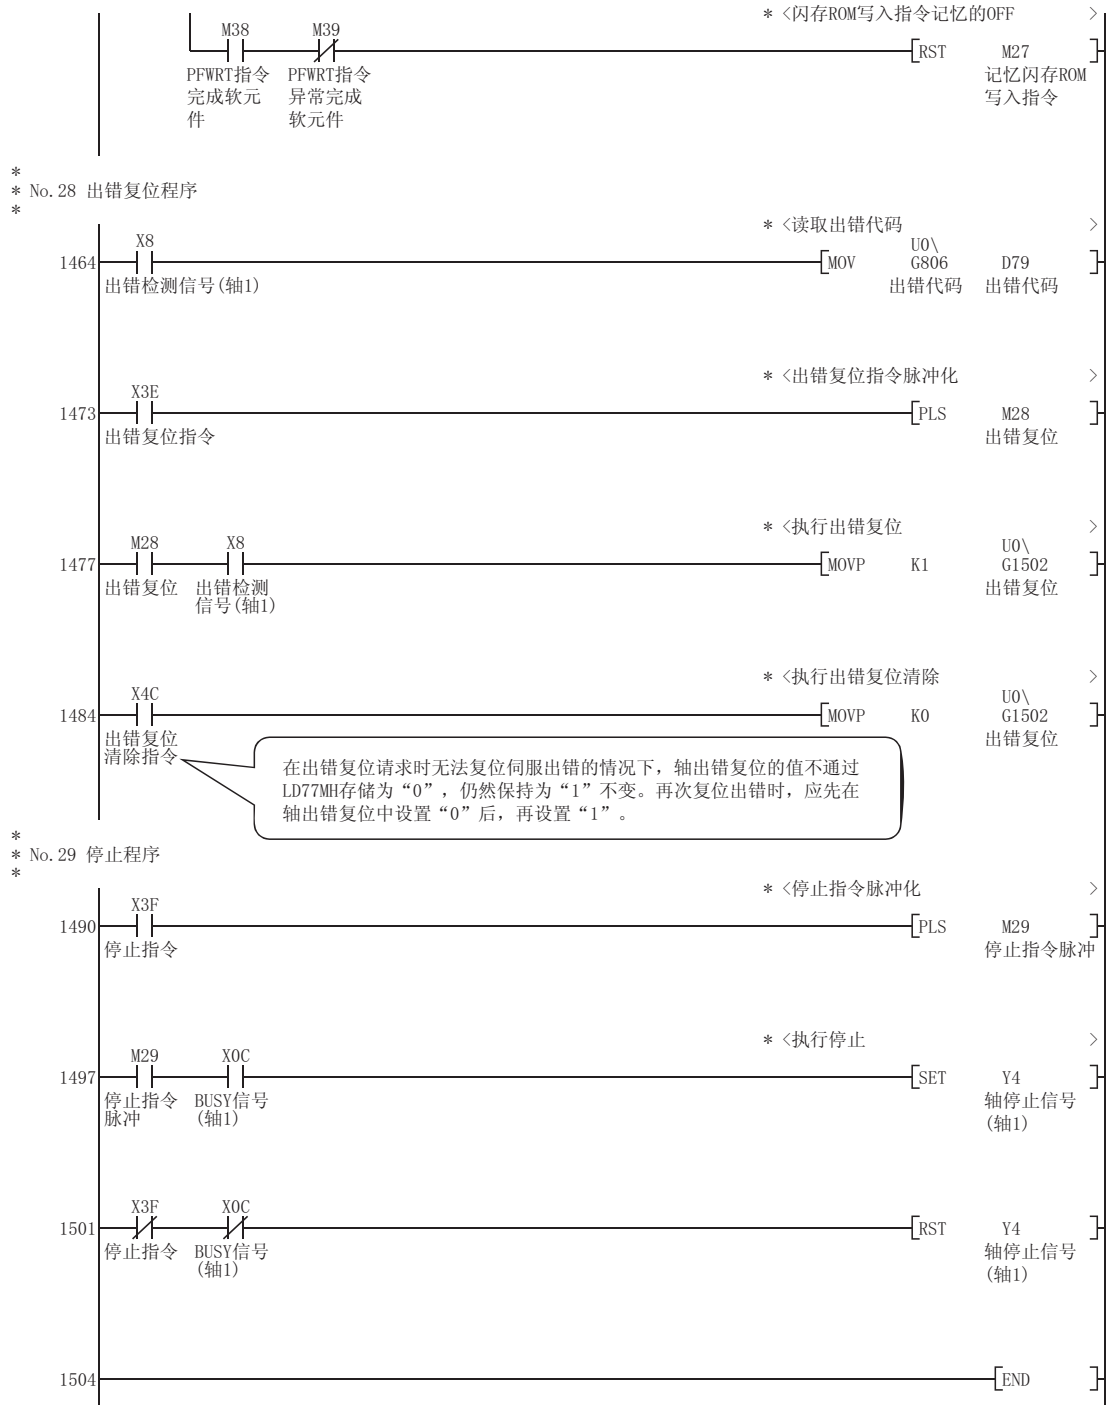 * <闪存ROM写入指令记忆的OFF >
M38 M39
RST M27
PFWRT指令 PFWRT指令 记忆闪存ROM
完成软元 异常完成 写入指令
件 软元件
*
* No.28 出错复位程序
*
* <读取出错代码 >
X8 U0\
1464 MOV G806 D79
出错检测信号(轴1) 出错代码 出错代码
* <出错复位指令脉冲化 >
X3E
1473 PLS M28
出错复位指令 出错复位
* <执行出错复位 >
M28 X8 U0\
1477 MOVP K1 G1502
出错复位 出错检测 出错复位
信号(轴1)
* <执行出错复位清除 >
X4C U0\
1484 MOVP K0 G1502
出错复位 出错复位
清除指令
在出错复位请求时无法复位伺服出错的情况下，轴出错复位的值不通过
LD77MH存储为“0”，仍然保持为“1”不变。再次复位出错时，应先在
轴出错复位中设置“0”后，再设置“1”。
*
* No.29 停止程序
*
* <停止指令脉冲化 >
X3F
1490 PLS M29
停止指令 停止指令脉冲
* <执行停止 >
M29 X0C
1497 SET Y4
停止指令 BUSY信号 轴停止信号
脉冲 (轴1) (轴1)
X3F X0C
1501 RST Y4
停止指令 BUSY信号 轴停止信号
(轴1) (轴1)
1504 END